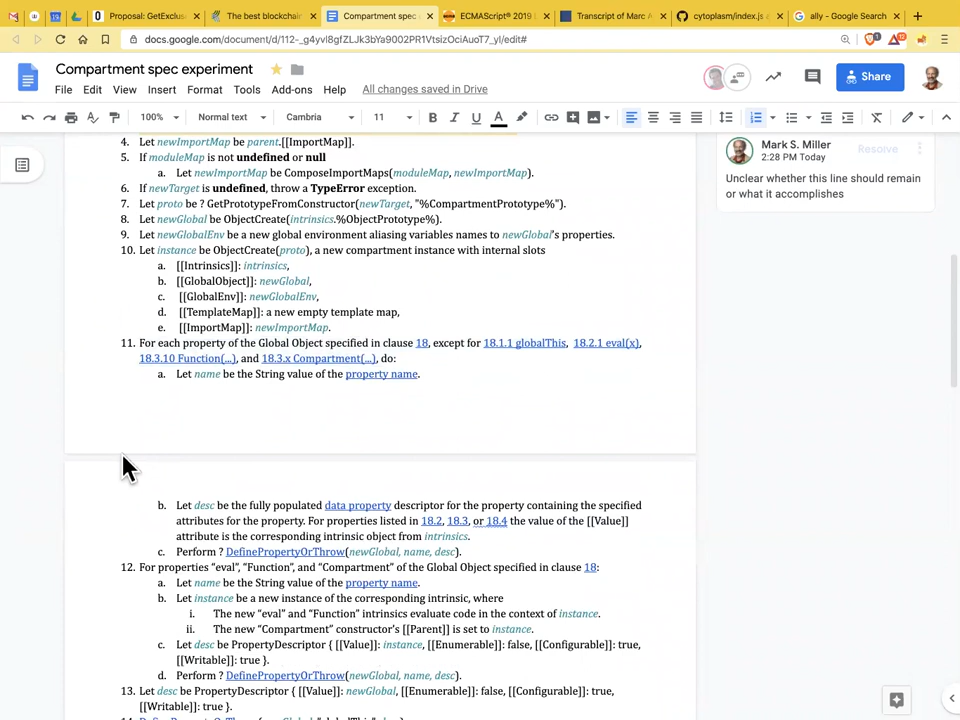 Proposal: GetExclus
The best blockchain
Compartment spec e
ECMAScript® 2019 L
Transcript of Marc A
cytoplasm/index.js a
ally - Google Search
docs.google.com/document/d/112-_g4yvl8gfZLJk3bYa9002PR1VtsizOciAuoT7_yl/edit#
Compartment spec experiment
File Edit View Insert Format Tools Add-ons Help All changes saved in Drive
Share
100% Normal text Cambria 11 B I U A
4. Let newImportMap be parent.[[ImportMap]].
5. If moduleMap is not undefined or null
a. Let newImportMap be ComposeImportMaps(moduleMap, newImportMap).
6. If newTarget is undefined, throw a TypeError exception.
7. Let proto be ? GetPrototypeFromConstructor(newTarget, "%CompartmentPrototype%").
8. Let newGlobal be ObjectCreate(intrinsics.%ObjectPrototype%).
9. Let newGlobalEnv be a new global environment aliasing variables names to newGlobal's properties.
10. Let instance be ObjectCreate(proto), a new compartment instance with internal slots
a. [[Intrinsics]]: intrinsics,
b. [[GlobalObject]]: newGlobal,
c. [[GlobalEnv]: newGlobalEnv,
d. [[TemplateMap]]: a new empty template map,
e. [[ImportMap]]: newImportMap.
11. For each property of the Global Object specified in clause 18, except for 18.1.1 globalThis, 18.2.1 eval(x),
18.3.10 Function(...), and 18.3.x Compartment(...), do:
a. Let name be the String value of the property name.
b. Let desc be the fully populated data property descriptor for the property containing the specified
attributes for the property. For properties listed in 18.2, 18.3, or 18.4 the value of the [[Value]]
attribute is the corresponding intrinsic object from intrinsics.
c. Perform ? DefinePropertyOrThrow(newGlobal, name, desc).
12. For properties “eval”, “Function”, and “Compartment” of the Global Object specified in clause 18:
a. Let name be the String value of the property name.
b. Let instance be a new instance of the corresponding intrinsic, where
i. The new “eval” and “Function” intrinsics evaluate code in the context of instance.
ii. The new “Compartment” constructor's [[Parent]] is set to instance.
c. Let desc be PropertyDescriptor { [[Value]]: instance, [[Enumerable]]: false, [[Configurable]]: true,
[[Writable]]: true }.
d. Perform ? DefinePropertyOrThrow(newGlobal, name, desc).
13. Let desc be PropertyDescriptor { [[Value]]: newGlobal, [[Enumerable]]: false, [[Configurable]]: true,
[[Writable]]: true }.
Mark S. Miller
2:28 PM Today
Resolve
Unclear whether this line should remain
or what it accomplishes